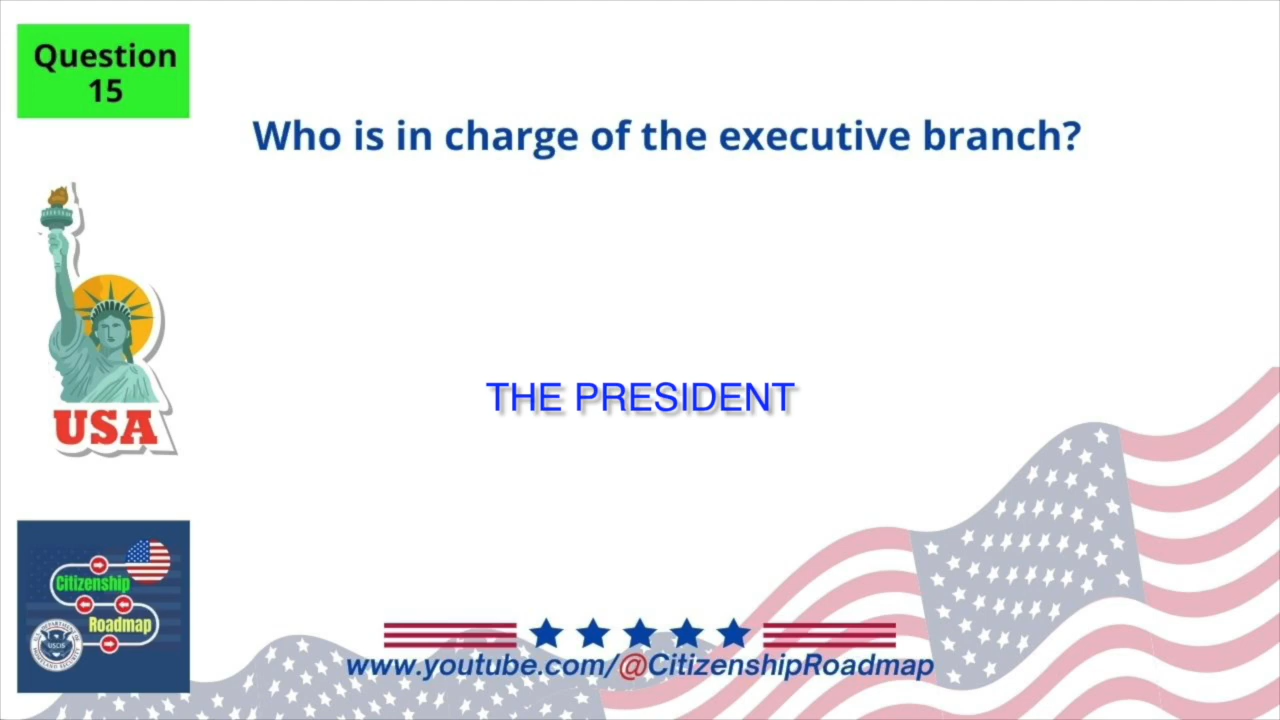 Question
15
Who is in charge of the executive branch?
THE PRESIDENT
USA
Citizenship
Roadmap
USCIS
www.youtube.com/@CitizenshipRoadmap